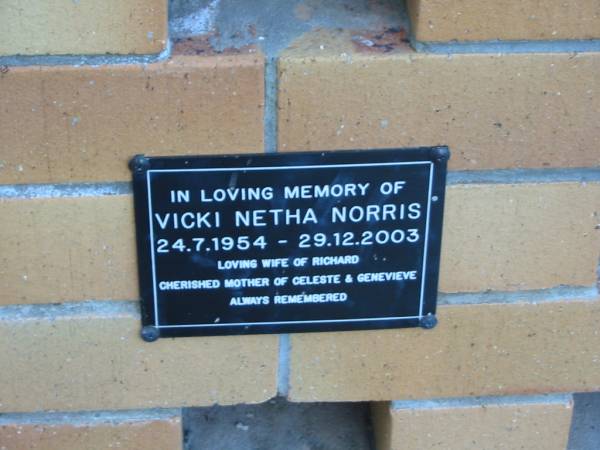 IN LOVING MEMORY OF
VICKI NETHA NORRIS
24.7.1954 - 29.12.2003
LOVING WIFE OF RICHARD
CHERISHED MOTHER OF CELESTE & GENEVIEVE
ALWAYS REMEMBERED